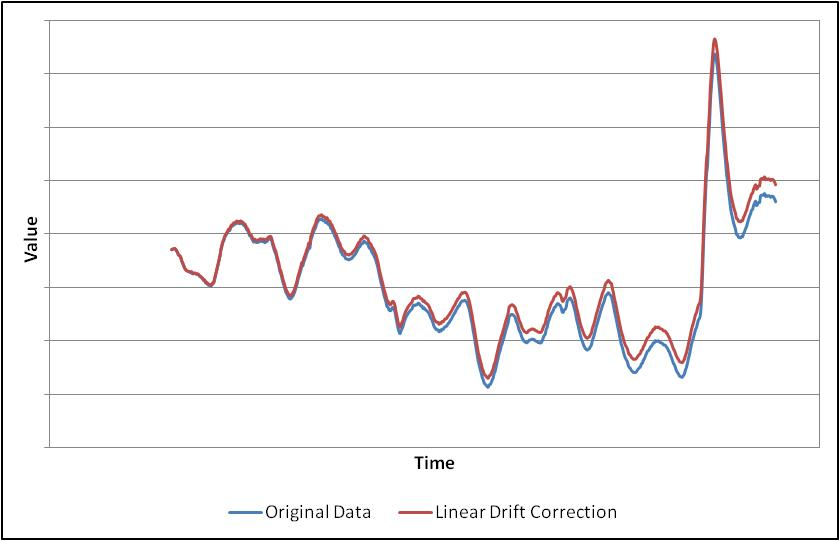 Value
Time
Original Data
Linear Drift Correction